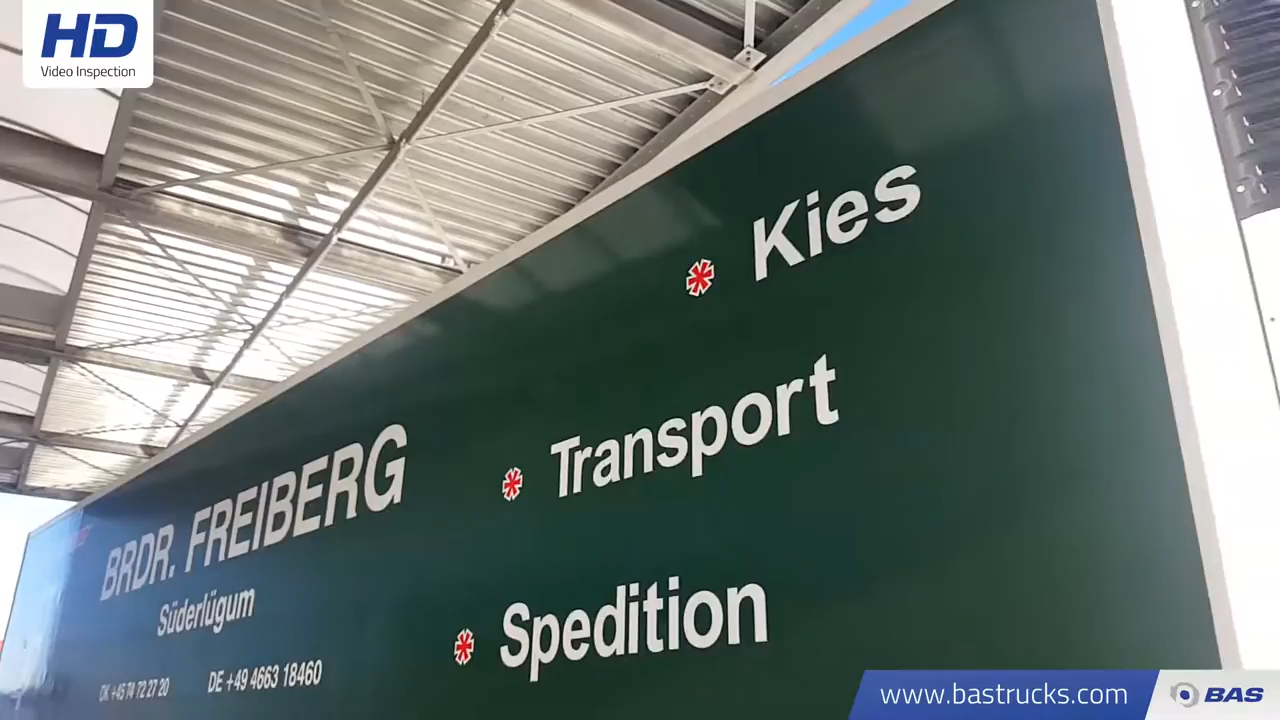 HD
Video Inspection
Kies
Transport
Spedition
BRDR. FREIBERG
Süderlügum
DK +45 74 72 27 20
DE +49 4663 18460
www.bastrucks.com
BAS